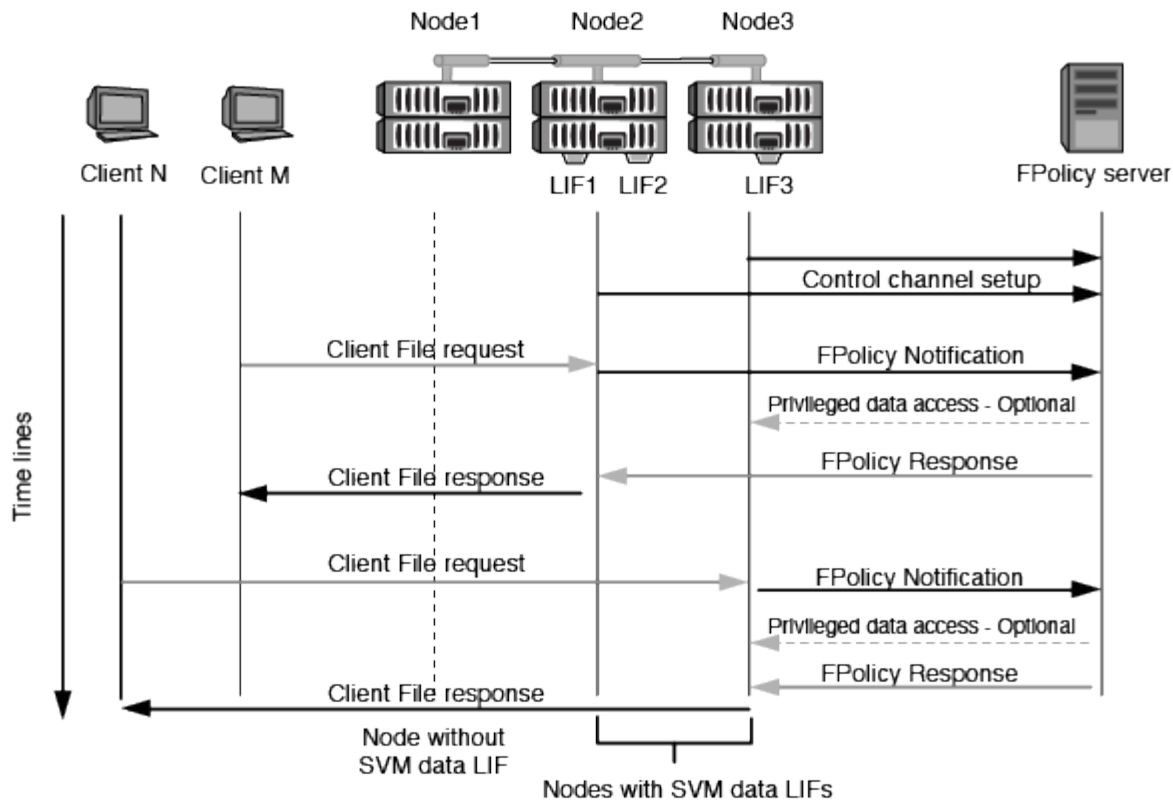 Node1
Node2
Node3
Client N
Client M
LIF1
LIF2
LIF3
FPolicy server
Control channel setup
Client File request
FPolicy Notification
Privileged data access - Optional
FPolicy Response
Client File response
Time lines
Client File request
FPolicy Notification
Privileged data access - Optional
FPolicy Response
Client File response
Node without
SVM data LIF
Nodes with SVM data LIFs